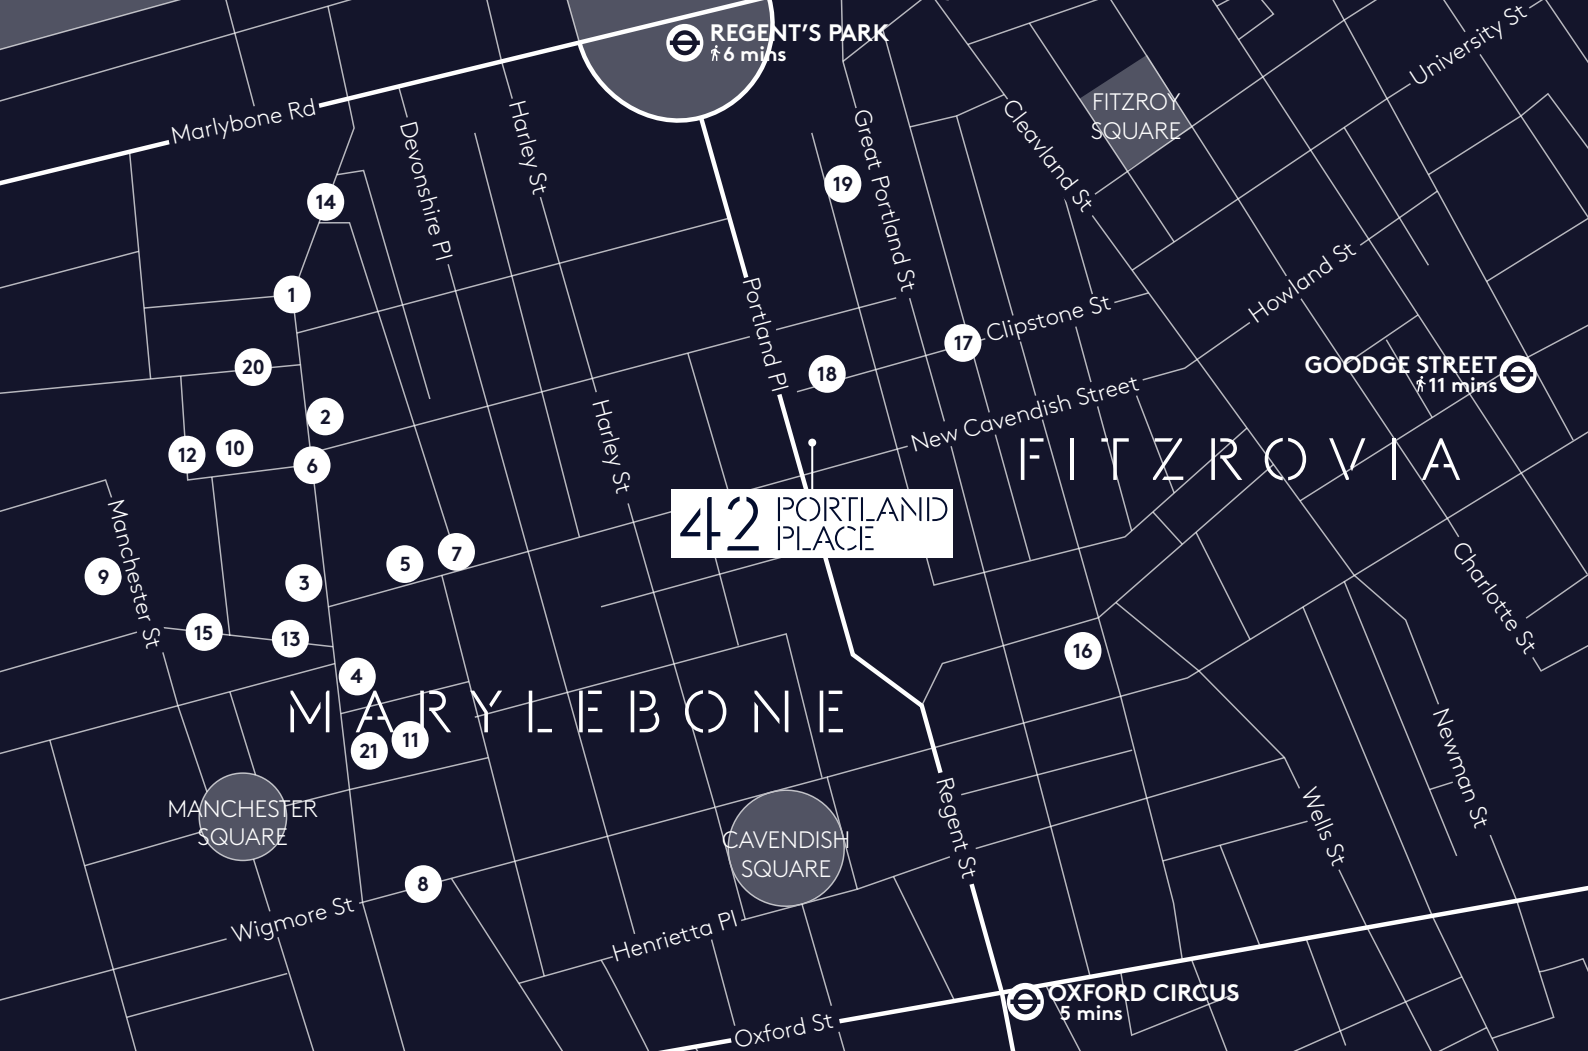 REGENT'S PARK
6 mins
University St
Marlybone Rd
Harley St
Devonshire Pl
Great Portland St
Cleavland St
FITZROY
SQUARE
19
14
1
Portland Pl
Howland St
Clipstone St
17
18
20
GOODGE STREET
11 mins
2
New Cavendish Street
Harley St
12
10
6
FITZROVIA
42 PORTLAND
PLACE
Manchester St
9
5
7
3
Charlotte St
15
13
16
4
MARYLEBONE
21
11
Newman St
MANCHESTER
SQUARE
CAVENDISH
SQUARE
Regent St
Wells St
8
Wigmore St
Henrietta Pl
OXFORD CIRCUS
5 mins
Oxford St